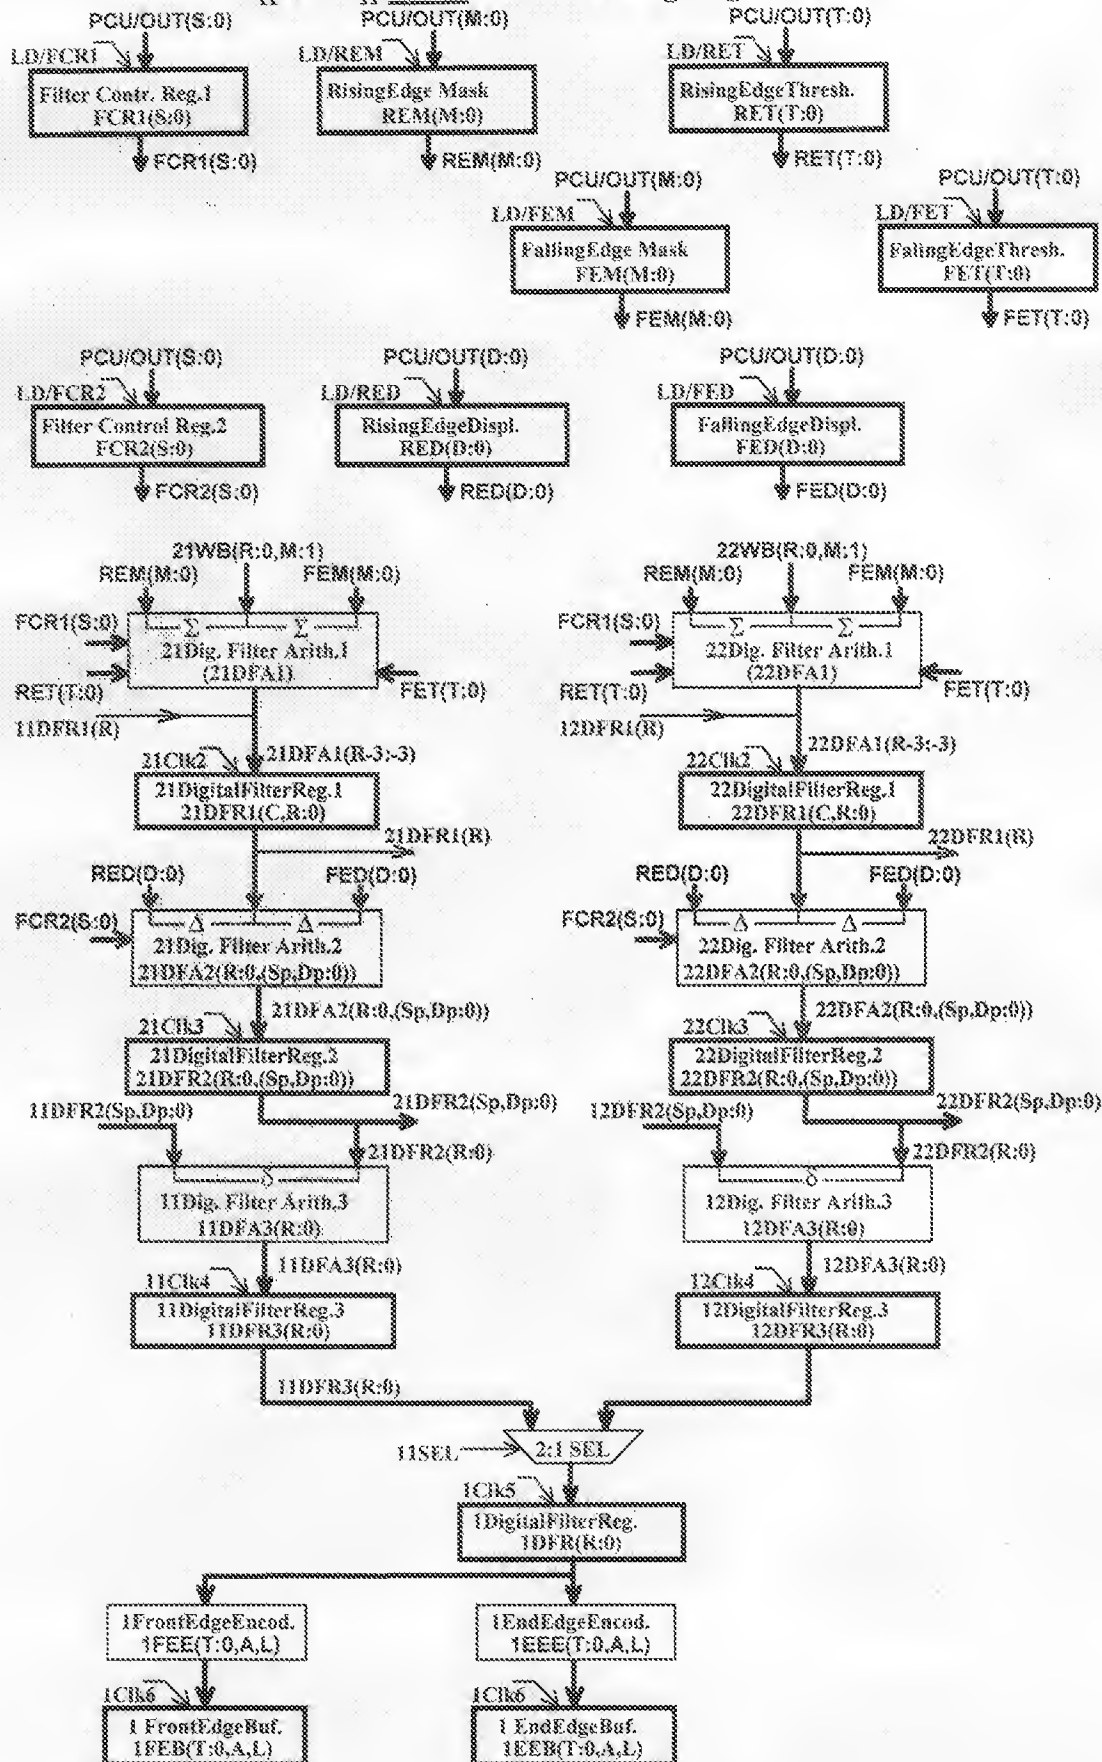 PCU/OUT(S:0) PCU/OUT(M:0) PCU/OUT(T:0)
LD/FCR1 LD/REM LD/RET
Filter Contr. Reg.1 RisingEdge Mask RisingEdgeThresh.
FCR1(S:0) REM(M:0) RET(T:0)
FCR1(S:0) REM(M:0) RET(T:0)
PCU/OUT(M:0) PCU/OUT(T:0)
LD/FEM LD/FET
FallingEdge Mask FalingEdgeThresh.
FEM(M:0) FET(T:0)
FEM(M:0) FET(T:0)
PCU/OUT(S:0) PCU/OUT(D:0) PCU/OUT(D:0)
LD/FCR2 LD/RED LD/FED
Filter Control Reg.2 RisingEdgeDispl. FallingEdgeDispl.
FCR2(S:0) RED(D:0) FED(D:0)
FCR2(S:0) RED(D:0) FED(D:0)
21WB(R:0,M:1) 22WB(R:0,M:1)
REM(M:0) FEM(M:0) REM(M:0) FEM(M:0)
FCR1(S:0) Σ Σ FCR1(S:0) Σ Σ
21Dig. Filter Arith.1 22Dig. Filter Arith.1
(21DFA1) (22DFA1)
RET(T:0) FET(T:0) RET(T:0) FET(T:0)
11DFR1(R) 12DFR1(R)
21Clk2 21DFA1(R-3:-3) 22Clk2 22DFA1(R-3:-3)
21DigitalFilterReg.1 22DigitalFilterReg.1
21DFR1(C,R:0) 22DFR1(C,R:0)
21DFR1(R) 22DFR1(R)
RED(D:0) FED(D:0) RED(D:0) FED(D:0)
FCR2(S:0) Δ Δ FCR2(S:0) Δ Δ
21Dig. Filter Arith.2 22Dig. Filter Arith.2
21DFA2(R:0,(Sp,Dp:0)) 22DFA2(R:0,(Sp,Dp:0))
21DFA2(R:0,(Sp,Dp:0)) 22DFA2(R:0,(Sp,Dp:0))
21Clk3 22Clk3
21DigitalFilterReg.2 22DigitalFilterReg.2
21DFR2(R:0,(Sp,Dp:0)) 22DFR2(R:0,(Sp,Dp:0))
11DFR2(Sp,Dp:0) 21DFR2(Sp,Dp:0) 12DFR2(Sp,Dp:0) 22DFR2(Sp,Dp:0)
21DFR2(R:0) 22DFR2(R:0)
δ δ
11Dig. Filter Arith.3 12Dig. Filter Arith.3
11DFA3(R:0) 12DFA3(R:0)
11DFA3(R:0) 12DFA3(R:0)
11Clk4 12Clk4
11DigitalFilterReg.3 12DigitalFilterReg.3
11DFR3(R:0) 12DFR3(R:0)
11DFR3(R:0)
11SEL 2:1 SEL
1Clk5
1DigitalFilterReg.
1DFR(R:0)
1FrontEdgeEncod. 1EndEdgeEncod.
1FEE(T:0,A,L) 1EEE(T:0,A,L)
1Clk6 1Clk6
1 FrontEdgeBuf. 1 EndEdgeBuf.
1FEB(T:0,A,L) 1EEB(T:0,A,L)